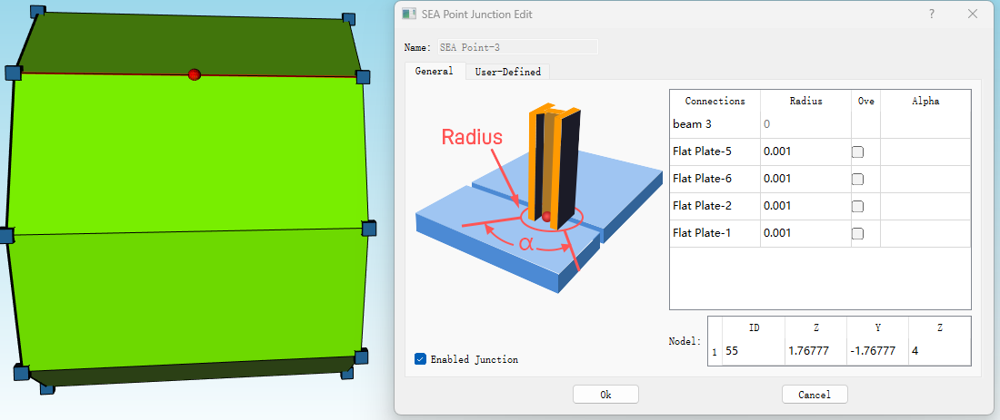 SEA Point Junction Edit
?
Name: SEA Point-3
General User-Defined
Radius
α
Connections Radius Ove Alpha
beam 3 0
Flat Plate-5 0.001
Flat Plate-6 0.001
Flat Plate-2 0.001
Flat Plate-1 0.001
Nodel:
ID Z Y Z
1 55 1.76777 -1.76777 4
Enabled Junction
Ok Cancel